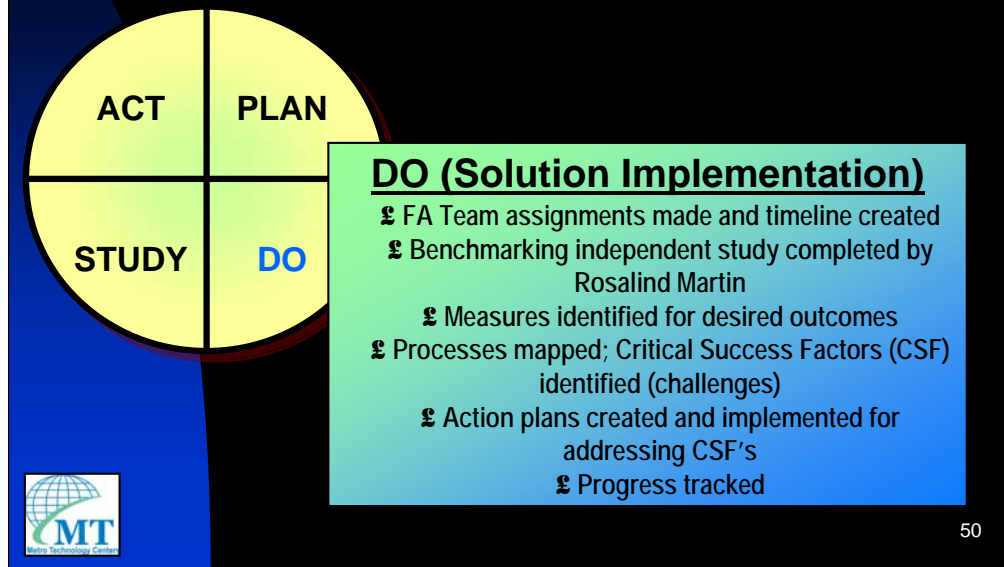 ACT PLAN
STUDY DO
DO (Solution Implementation)
£ FA Team assignments made and timeline created
£ Benchmarking independent study completed by
Rosalind Martin
£ Measures identified for desired outcomes
£ Processes mapped; Critical Success Factors (CSF)
identified (challenges)
£ Action plans created and implemented for
addressing CSF's
£ Progress tracked
MT
Metro Technology Centers
50